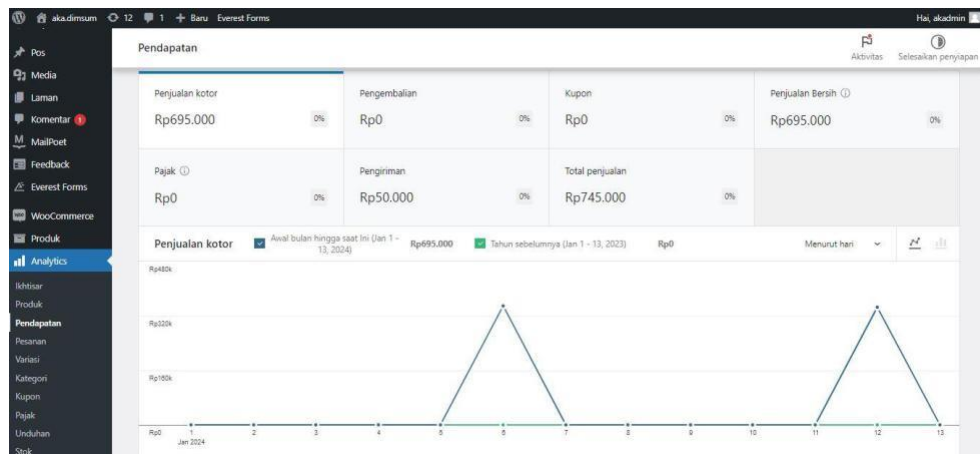 aka.dimsum 12 1 + Baru Everest Forms Hai, akadmin
Pos
Media
Laman
Komentar 1
MailPoet
Feedback
Everest Forms
WooCommerce
Produk
Analytics
Ikhtisar
Produk
Pendapatan
Pesanan
Variasi
Kategori
Kupon
Pajak
Unduhan
Stok
Pendapatan
Aktivitas
Selesaikan penyiapan
Penjualan kotor
Rp695.000 0%
Pengembalian
Rp0 0%
Kupon
Rp0 0%
Penjualan Bersih
Rp695.000 0%
Pajak
Rp0 0%
Pengiriman
Rp50.000 0%
Total penjualan
Rp745.000 0%
Penjualan kotor
Awal bulan hingga saat Ini (Jan 1 -
13, 2024)
Rp695.000
Tahun sebelumnya (Jan 1 - 13, 2023)
Rp0
Menurut hari
Rp480k
Rp320k
Rp160k
Rp0
1 2 3 4 5 6 7 8 9 10 11 12 13
Jan 2024